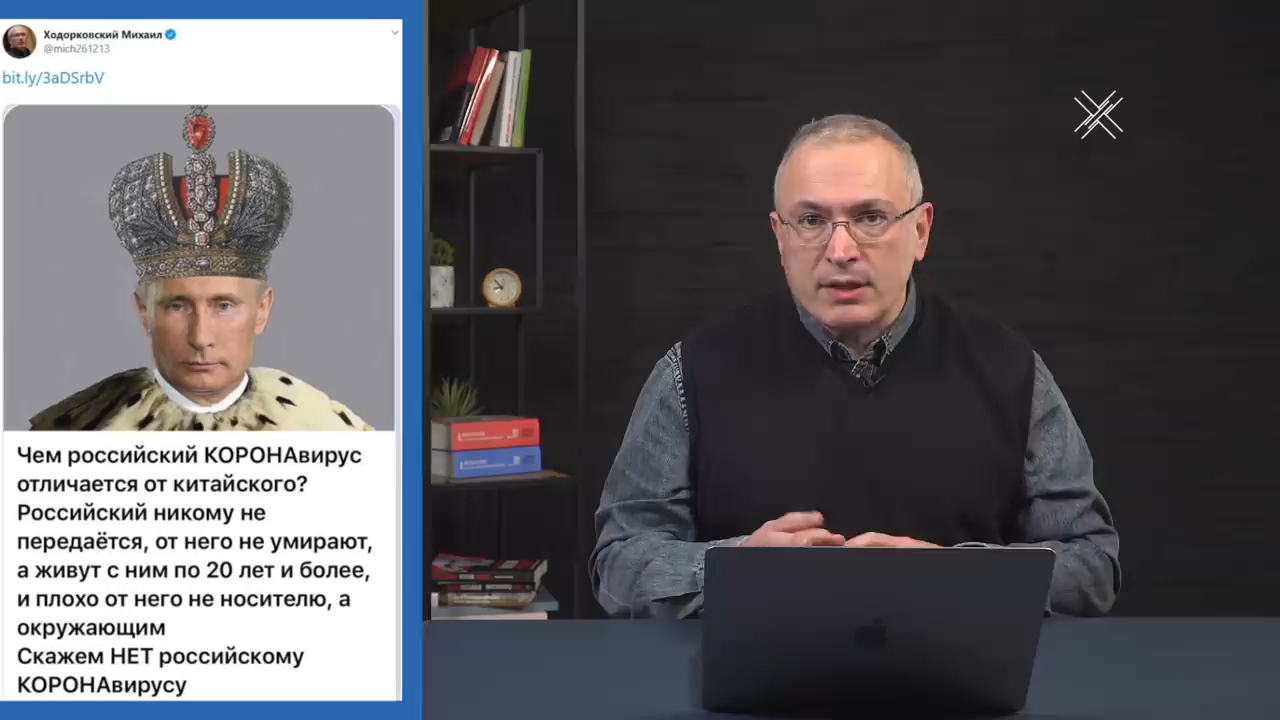 Ходорковский Михаил
@mich261213
bit.ly/3aDSrbV
Чем российский КОРОНАвирус
отличается от китайского?
Российский никому не
передаётся, от него не умирают,
а живут с ним по 20 лет и более,
и плохо от него не носителю, а
окружающим
Скажем НЕТ российскому
КОРОНАвирусу